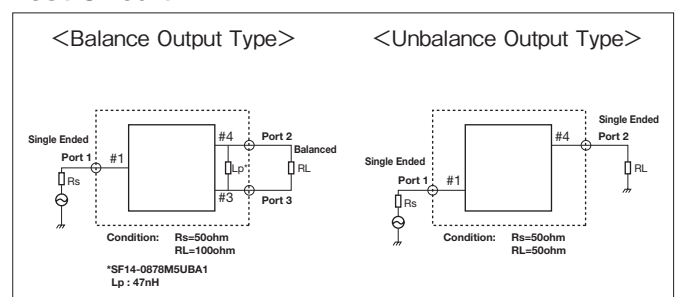 <Balance Output Type>
Single Ended
Port 1
#1
Rs
#4
Port 2
Balanced
Lp*
RL
#3
Port 3
Condition: Rs=50ohm
RL=100ohm
*SF14-0878M5UBA1
Lp : 47nH
<Unbalance Output Type>
Single Ended
#4
Port 2
RL
Single Ended
Port 1
#1
Rs
Condition: Rs=50ohm
RL=50ohm